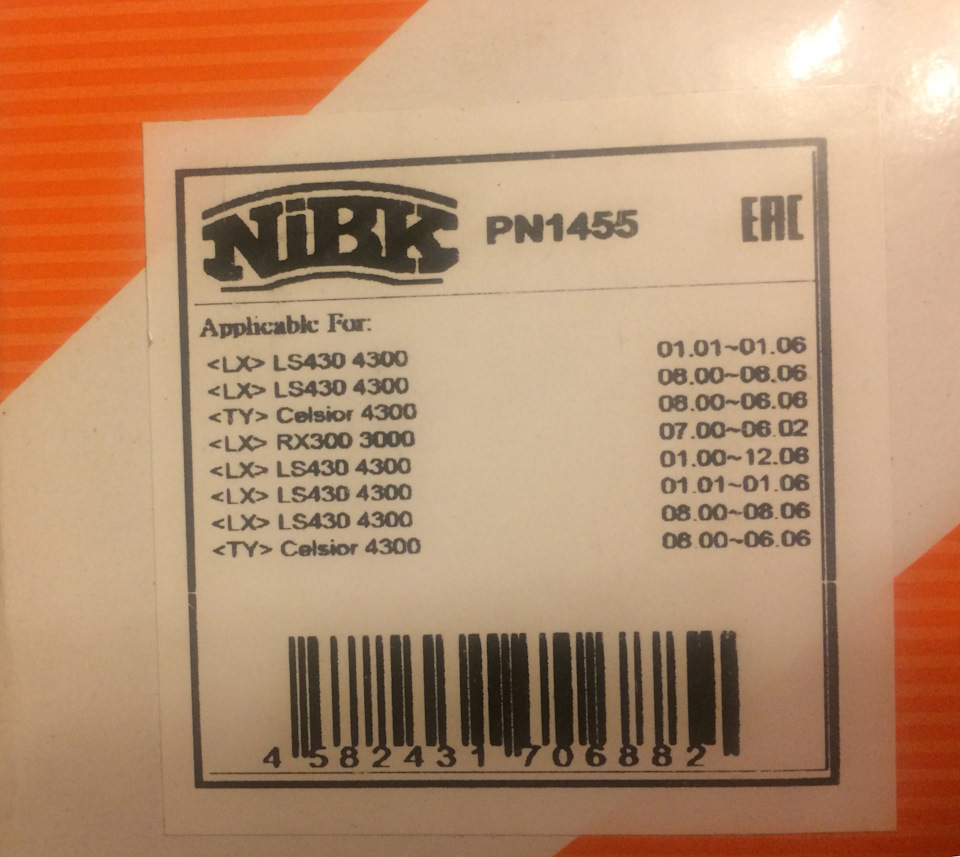 NiBK PN1455 EAC
Applicable For:
<LX> LS430 4300 01.01~01.06
<LX> LS430 4300 08.00~08.06
<TY> Celsior 4300 08.00~06.06
<LX> RX300 3000 07.00~06.02
<LX> LS430 4300 01.00~12.06
<LX> LS430 4300 01.01~01.06
<LX> LS430 4300 08.00~08.06
<TY> Celsior 4300 08.00~06.06
4 582431 706882